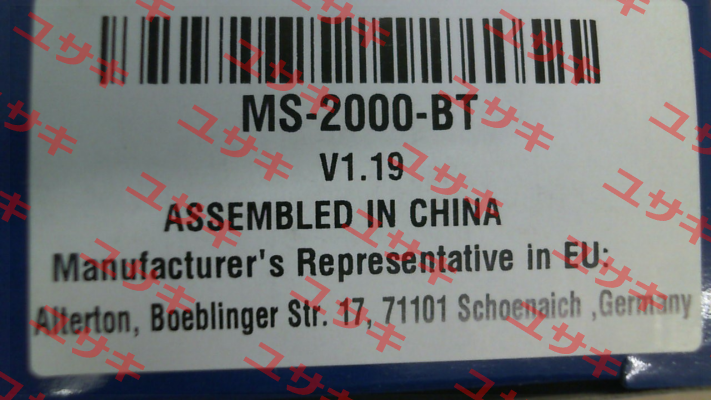 MS-2000-BT
V1.19
ASSEMBLED IN CHINA
Manufacturer's Representative in EU:
Alterton, Boeblinger Str. 17, 71101 Schoenaich ,Germany
ユサキ